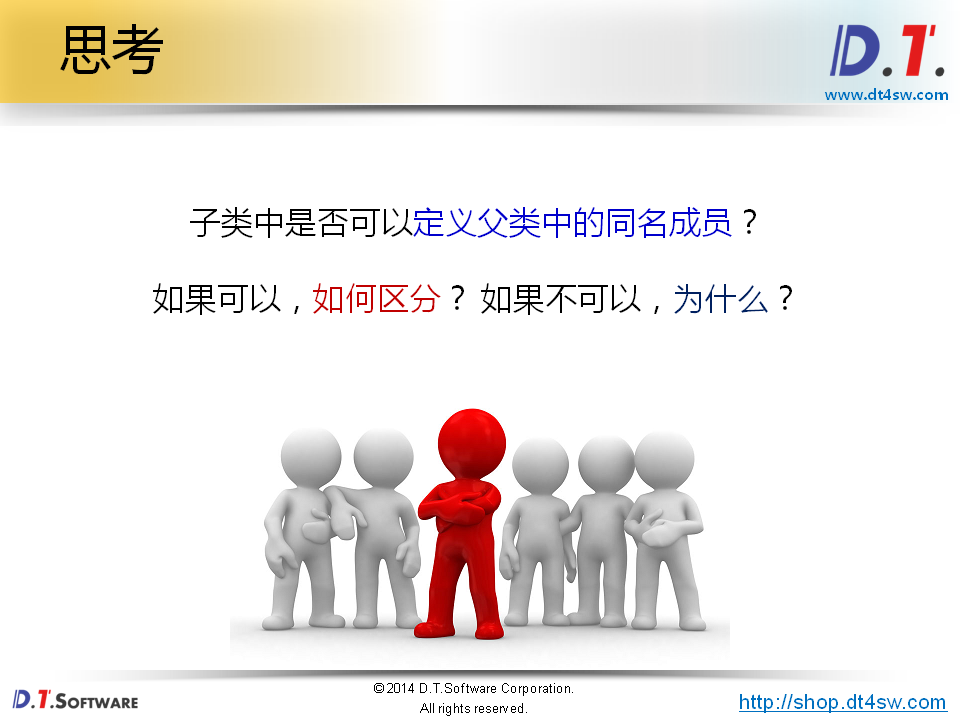 思考
D.T.
www.dt4sw.com
子类中是否可以定义父类中的同名成员？
如果可以，如何区分？如果不可以，为什么？
D.T.SOFTWARE
©2014 D.T.Software Corporation.
All rights reserved.
http://shop.dt4sw.com